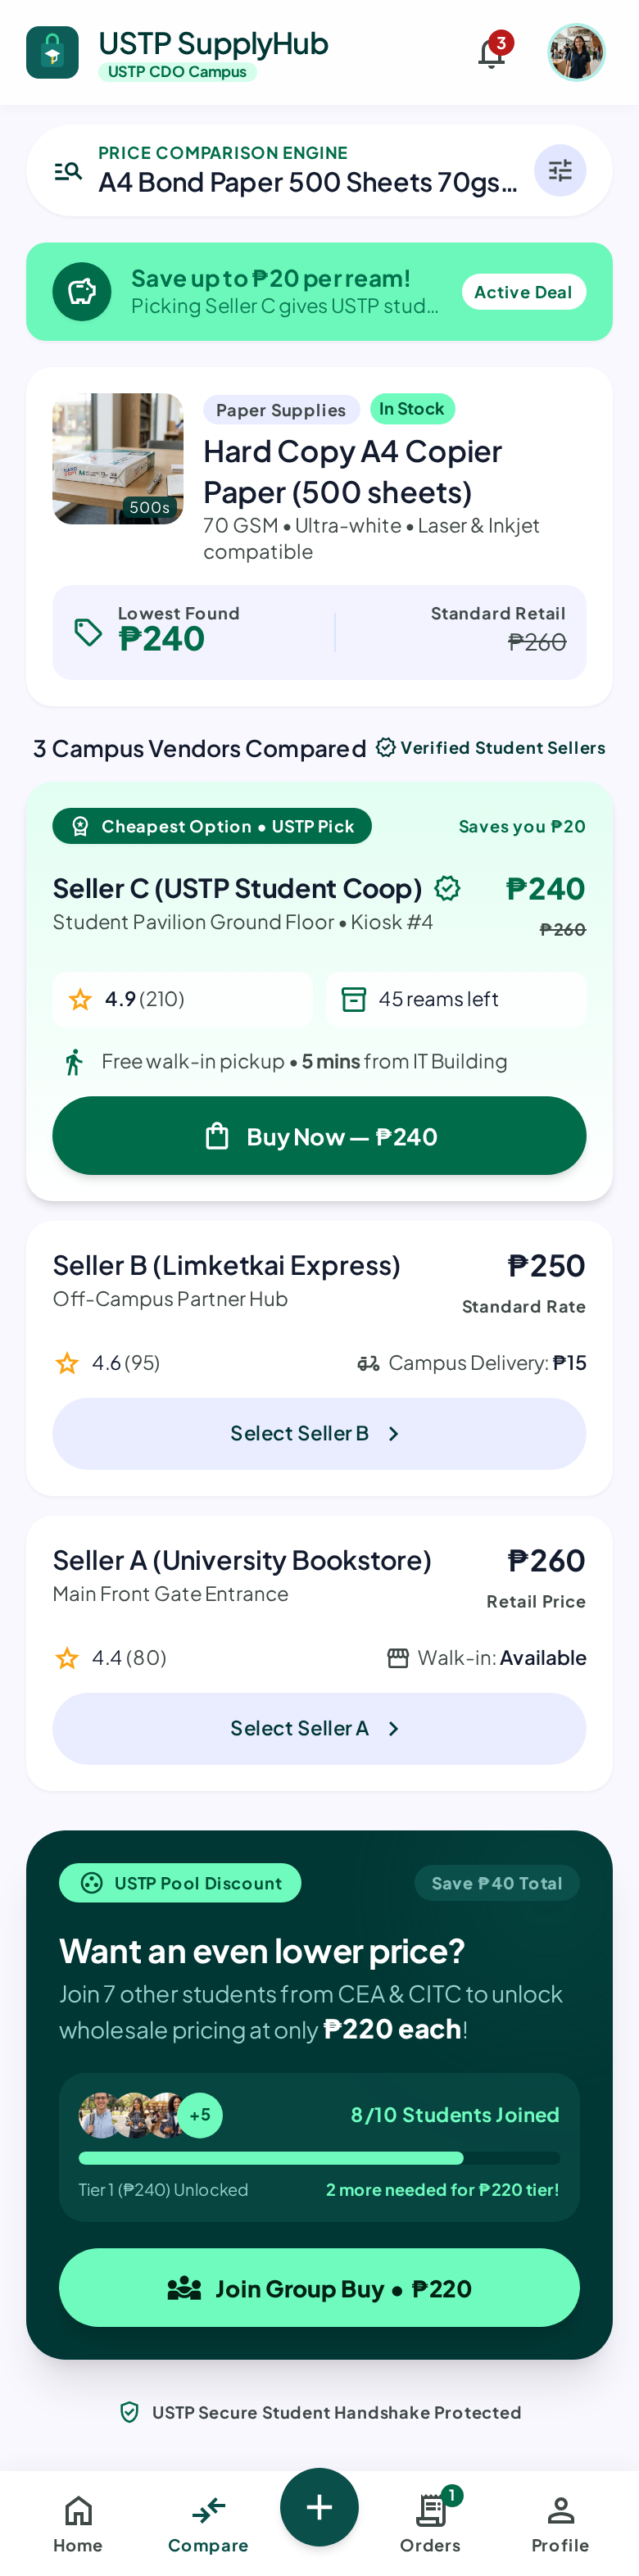 USTP SupplyHub
USTP CDO Campus
3
PRICE COMPARISON ENGINE
A4 Bond Paper 500 Sheets 70gs...
Save up to ₱20 per ream!
Picking Seller C gives USTP stud...
Active Deal
Paper Supplies
In Stock
Hard Copy A4 Copier
Paper (500 sheets)
500s
70 GSM • Ultra-white • Laser & Inkjet
compatible
Lowest Found
₱240
Standard Retail
₱260
3 Campus Vendors Compared
Verified Student Sellers
Cheapest Option • USTP Pick
Saves you ₱20
Seller C (USTP Student Coop)
₱240
Student Pavilion Ground Floor • Kiosk #4
₱260
4.9 (210)
45 reams left
Free walk-in pickup • 5 mins from IT Building
Buy Now — ₱240
Seller B (Limketkai Express)
₱250
Off-Campus Partner Hub
Standard Rate
4.6 (95)
Campus Delivery: ₱15
Select Seller B
Seller A (University Bookstore)
₱260
Main Front Gate Entrance
Retail Price
4.4 (80)
Walk-in: Available
Select Seller A
USTP Pool Discount
Save ₱40 Total
Want an even lower price?
Join 7 other students from CEA & CITC to unlock
wholesale pricing at only ₱220 each!
+5
8/10 Students Joined
Tier 1 (₱240) Unlocked
2 more needed for ₱220 tier!
Join Group Buy • ₱220
USTP Secure Student Handshake Protected
Home
Compare
1
Orders
Profile